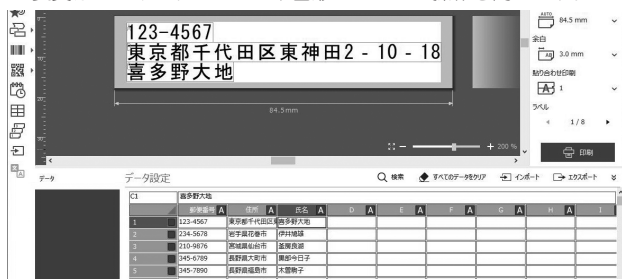 123-4567
東京都千代田区東神田2 - 10 - 18
喜多野大地
84.5mm
AUTO
84.5 mm
余白
3.0 mm
貼り合わせ印刷
1
ラベル
1 / 8
200 %
印刷
データ
データ設定
検索
すべてのデータをクリア
インポート
エクスポート
C1 喜多野大地
郵便番号 A 住所 A 氏名 A D A E A F A G A H A I
1 123-4567 東京都千代田区東 喜多野大地
2 234-5678 岩手県花巻市 伊井旭球
3 210-9876 宮城県仙台市 釜房良湖
4 345-6789 長野県大町市 黒部今日子
5 345-7890 長野県福島市 木曽駒子